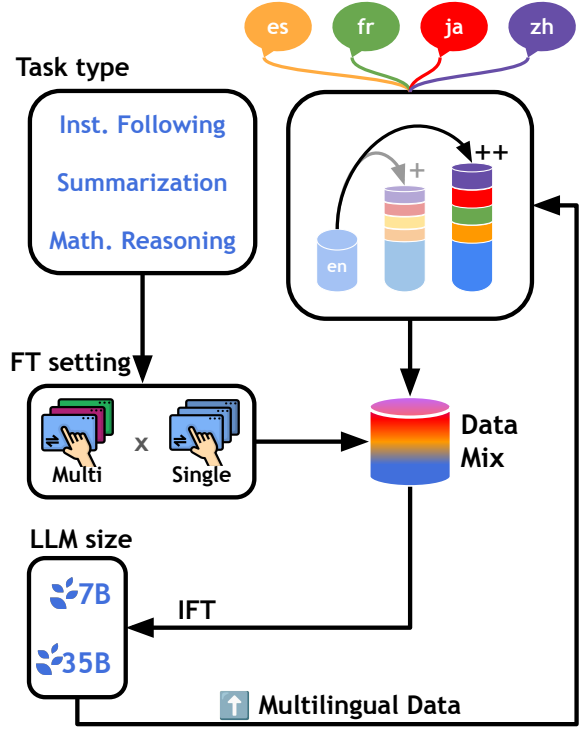 es fr ja zh
Task type
Inst. Following
Summarization
Math. Reasoning
+
++
en
FT setting
Multi x Single
Data
Mix
LLM size
7B
35B
IFT
Multilingual Data